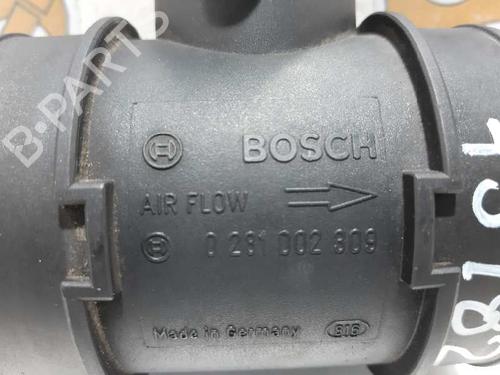 B-PARTS
BOSCH
AIR FLOW
0 281 002 309
Made in Germany
816